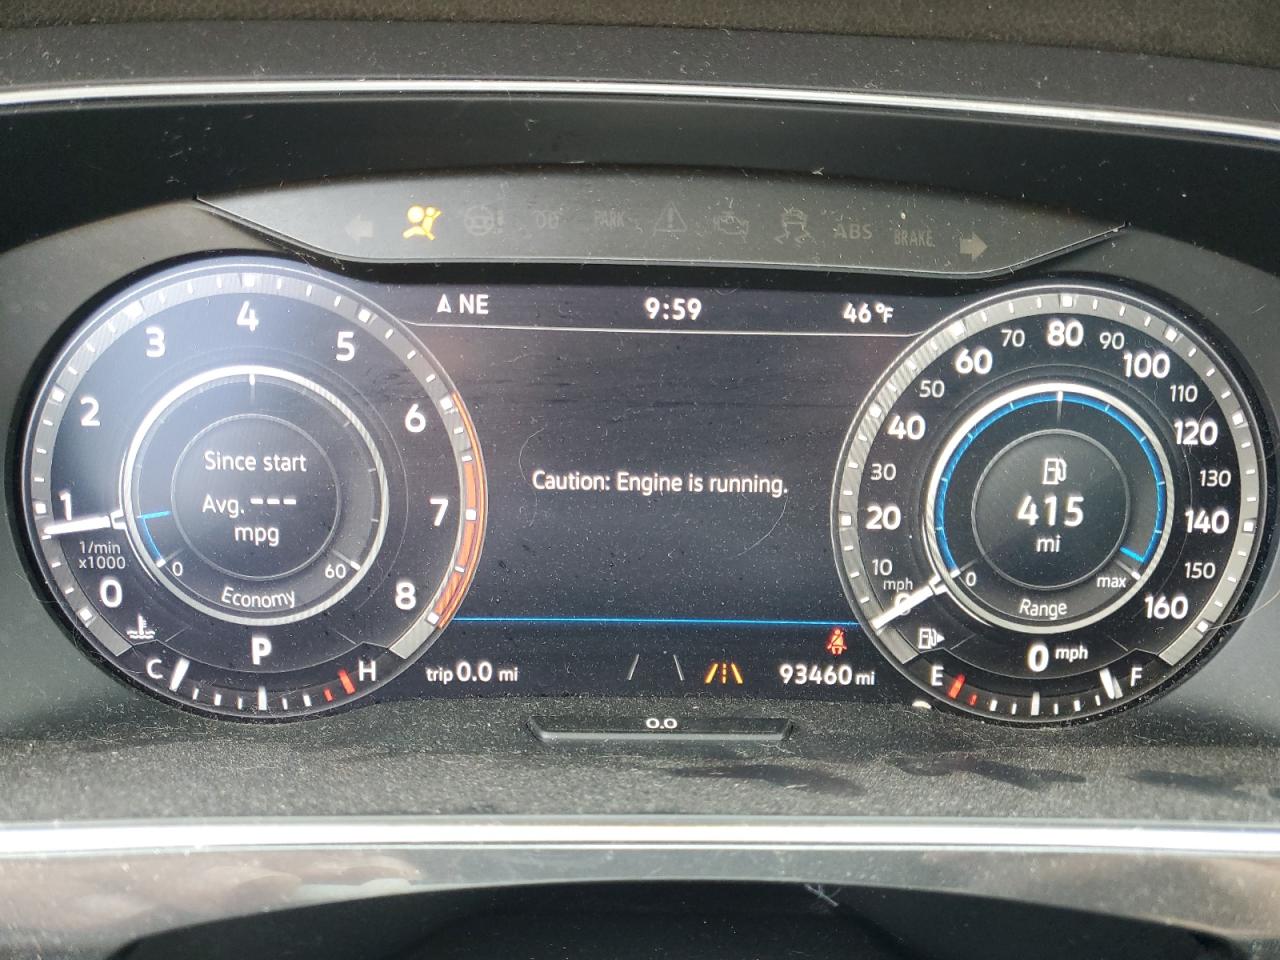 PARK
ABS
BRAKE
NE
9:59
46°F
0
1
2
3
4
5
6
7
8
1/min
x1000
Since start
Avg. ---
mpg
0
60
Economy
P
C
H
Caution: Engine is running.
trip 0.0 mi
93460 mi
0
10
20
30
40
50
60
70
80
90
100
110
120
130
140
150
160
mph
415
mi
0
max
Range
0 mph
E
F
0.0